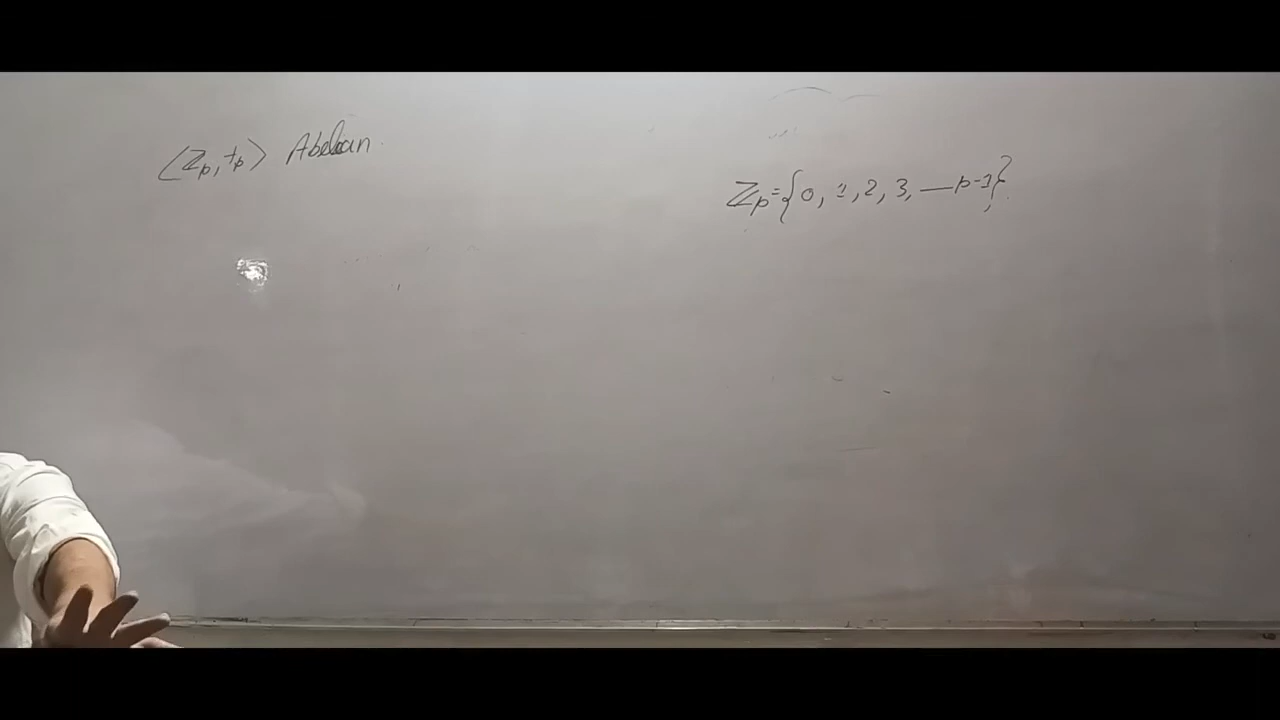 ⟨ℤp, +p⟩ Abelian
ℤp = {0, 1, 2, 3, — p-1}